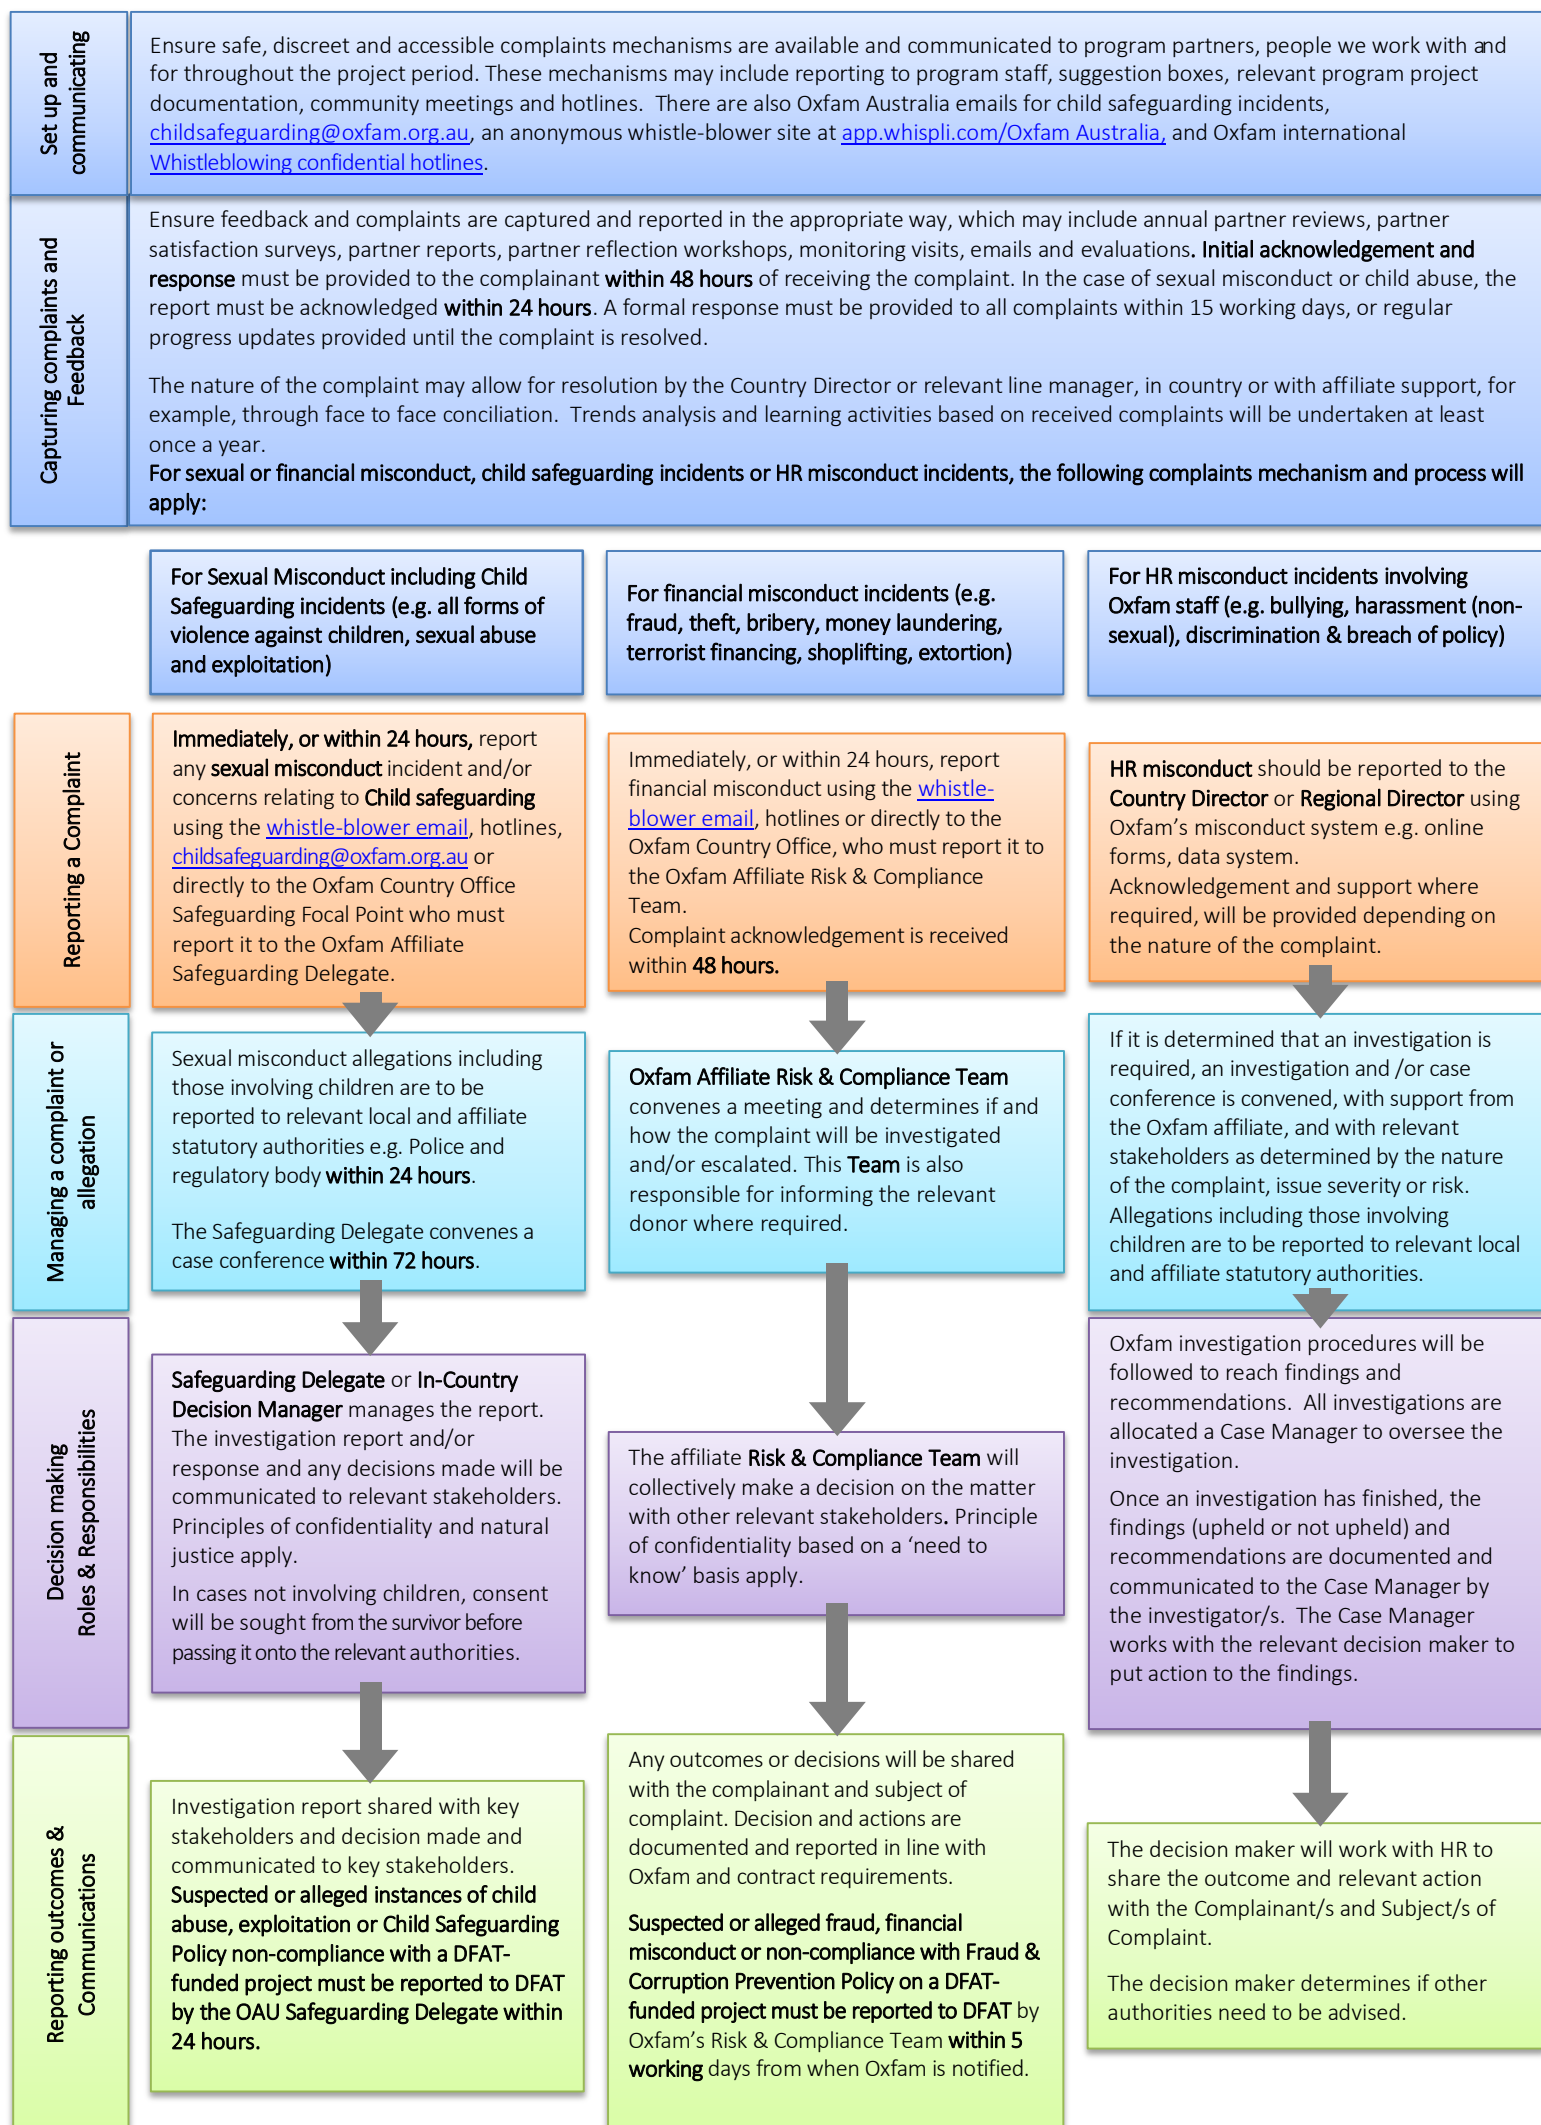 Set up and
communicating
Ensure safe, discreet and accessible complaints mechanisms are available and communicated to program partners, people we work with and
for throughout the project period. These mechanisms may include reporting to program staff, suggestion boxes, relevant program project
documentation, community meetings and hotlines.  There are also Oxfam Australia emails for child safeguarding incidents,
childsafeguarding@oxfam.org.au, an anonymous whistle-blower site at app.whispli.com/Oxfam Australia, and Oxfam international
Whistleblowing confidential hotlines.
Capturing complaints and
Feedback
Ensure feedback and complaints are captured and reported in the appropriate way, which may include annual partner reviews, partner
satisfaction surveys, partner reports, partner reflection workshops, monitoring visits, emails and evaluations. Initial acknowledgement and
response must be provided to the complainant within 48 hours of receiving the complaint. In the case of sexual misconduct or child abuse, the
report must be acknowledged within 24 hours. A formal response must be provided to all complaints within 15 working days, or regular
progress updates provided until the complaint is resolved.
The nature of the complaint may allow for resolution by the Country Director or relevant line manager, in country or with affiliate support, for
example, through face to face conciliation.  Trends analysis and learning activities based on received complaints will be undertaken at least
once a year.
For sexual or financial misconduct, child safeguarding incidents or HR misconduct incidents, the following complaints mechanism and process will
apply:
For Sexual Misconduct including Child
Safeguarding incidents (e.g. all forms of
violence against children, sexual abuse
and exploitation)
For financial misconduct incidents (e.g.
fraud, theft, bribery, money laundering,
terrorist financing, shoplifting, extortion)
For HR misconduct incidents involving
Oxfam staff (e.g. bullying, harassment (non-
sexual), discrimination & breach of policy)
Reporting a Complaint
Immediately, or within 24 hours, report
any sexual misconduct incident and/or
concerns relating to Child safeguarding
using the whistle-blower email, hotlines,
childsafeguarding@oxfam.org.au or
directly to the Oxfam Country Office
Safeguarding Focal Point who must
report it to the Oxfam Affiliate
Safeguarding Delegate.
Immediately, or within 24 hours, report
financial misconduct using the whistle-
blower email, hotlines or directly to the
Oxfam Country Office, who must report it to
the Oxfam Affiliate Risk & Compliance
Team.
Complaint acknowledgement is received
within 48 hours.
HR misconduct should be reported to the
Country Director or Regional Director using
Oxfam's misconduct system e.g. online
forms, data system.
Acknowledgement and support where
required, will be provided depending on
the nature of the complaint.
Managing a complaint or
allegation
Sexual misconduct allegations including
those involving children are to be
reported to relevant local and affiliate
statutory authorities e.g. Police and
regulatory body within 24 hours.
The Safeguarding Delegate convenes a
case conference within 72 hours.
Oxfam Affiliate Risk & Compliance Team
convenes a meeting and determines if and
how the complaint will be investigated
and/or escalated. This Team is also
responsible for informing the relevant
donor where required.
If it is determined that an investigation is
required, an investigation and /or case
conference is convened, with support from
the Oxfam affiliate, and with relevant
stakeholders as determined by the nature
of the complaint, issue severity or risk.
Allegations including those involving
children are to be reported to relevant local
and affiliate statutory authorities.
Decision making
Roles & Responsibilities
Safeguarding Delegate or In-Country
Decision Manager manages the report.
The investigation report and/or
response and any decisions made will be
communicated to relevant stakeholders.
Principles of confidentiality and natural
justice apply.
In cases not involving children, consent
will be sought from the survivor before
passing it onto the relevant authorities.
The affiliate Risk & Compliance Team will
collectively make a decision on the matter
with other relevant stakeholders. Principle
of confidentiality based on a 'need to
know' basis apply.
Oxfam investigation procedures will be
followed to reach findings and
recommendations.  All investigations are
allocated a Case Manager to oversee the
investigation.
Once an investigation has finished, the
findings (upheld or not upheld) and
recommendations are documented and
communicated to the Case Manager by
the investigator/s.  The Case Manager
works with the relevant decision maker to
put action to the findings.
Reporting outcomes &
Communications
Investigation report shared with key
stakeholders and decision made and
communicated to key stakeholders.
Suspected or alleged instances of child
abuse, exploitation or Child Safeguarding
Policy non-compliance with a DFAT-
funded project must be reported to DFAT
by the OAU Safeguarding Delegate within
24 hours.
Any outcomes or decisions will be shared
with the complainant and subject of
complaint. Decision and actions are
documented and reported in line with
Oxfam and contract requirements.
Suspected or alleged fraud, financial
misconduct or non-compliance with Fraud &
Corruption Prevention Policy on a DFAT-
funded project must be reported to DFAT by
Oxfam's Risk & Compliance Team within 5
working days from when Oxfam is notified.
The decision maker will work with HR to
share the outcome and relevant action
with the Complainant/s and Subject/s of
Complaint.
The decision maker determines if other
authorities need to be advised.